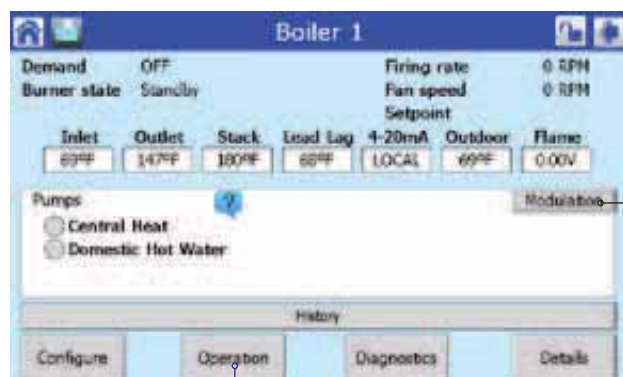 Boiler 1
Demand OFF Firing rate 0 RPM
Burner state Standby Fan speed 0 RPM
Setpoint
Inlet Outlet Stack Lead Lag 4-20mA Outdoor Flame
69ºF 147ºF 180ºF 68ºF LOCAL 69ºF 0.00V
Pumps ? Modulation
Central Heat
Domestic Hot Water
History
Configure Operation Diagnostics Details